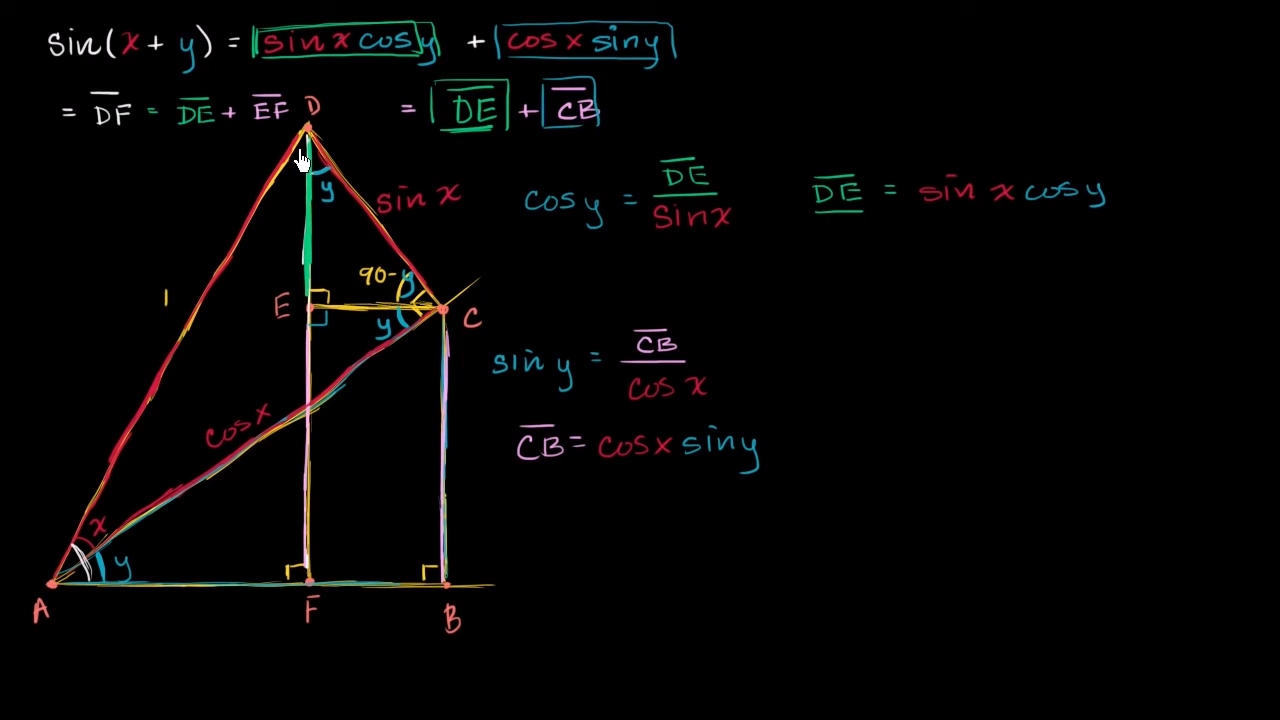 sin(x + y) = sin x cos y + cos x sin y
= DF = DE + EF = DE + CB
D
y
sin x
cos y = DE / sin x
DE = sin x cos y
1
90-y
E
C
y
sin y = CB / cos x
cos x
CB = cos x sin y
x
y
A
F
B